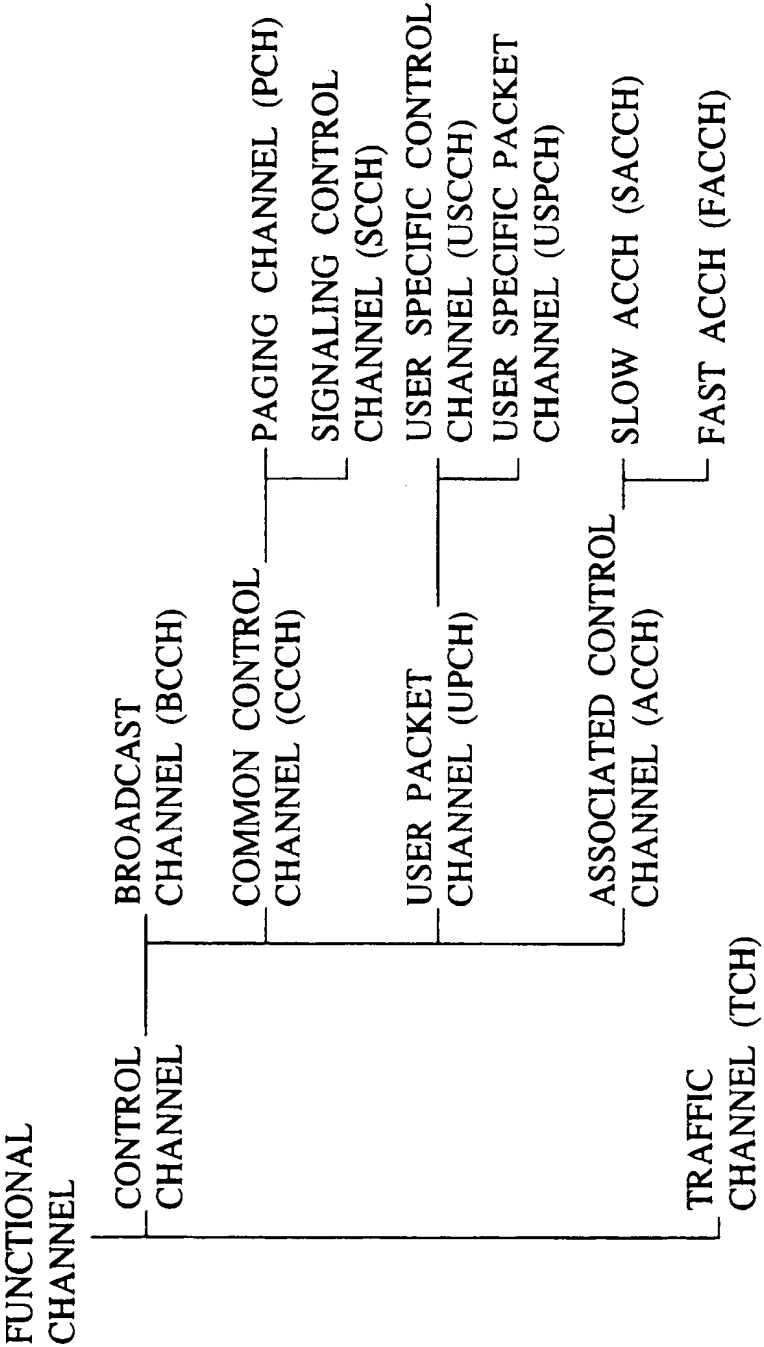 FUNCTIONAL
CHANNEL
CONTROL
CHANNEL
BROADCAST
CHANNEL (BCCH)
COMMON CONTROL
CHANNEL (CCCH)
PAGING CHANNEL (PCH)
SIGNALING CONTROL
CHANNEL (SCCH)
USER PACKET
CHANNEL (UPCH)
USER SPECIFIC CONTROL
CHANNEL (USCCH)
USER SPECIFIC PACKET
CHANNEL (USPCH)
ASSOCIATED CONTROL
CHANNEL (ACCH)
SLOW ACCH (SACCH)
FAST ACCH (FACCH)
TRAFFIC
CHANNEL (TCH)